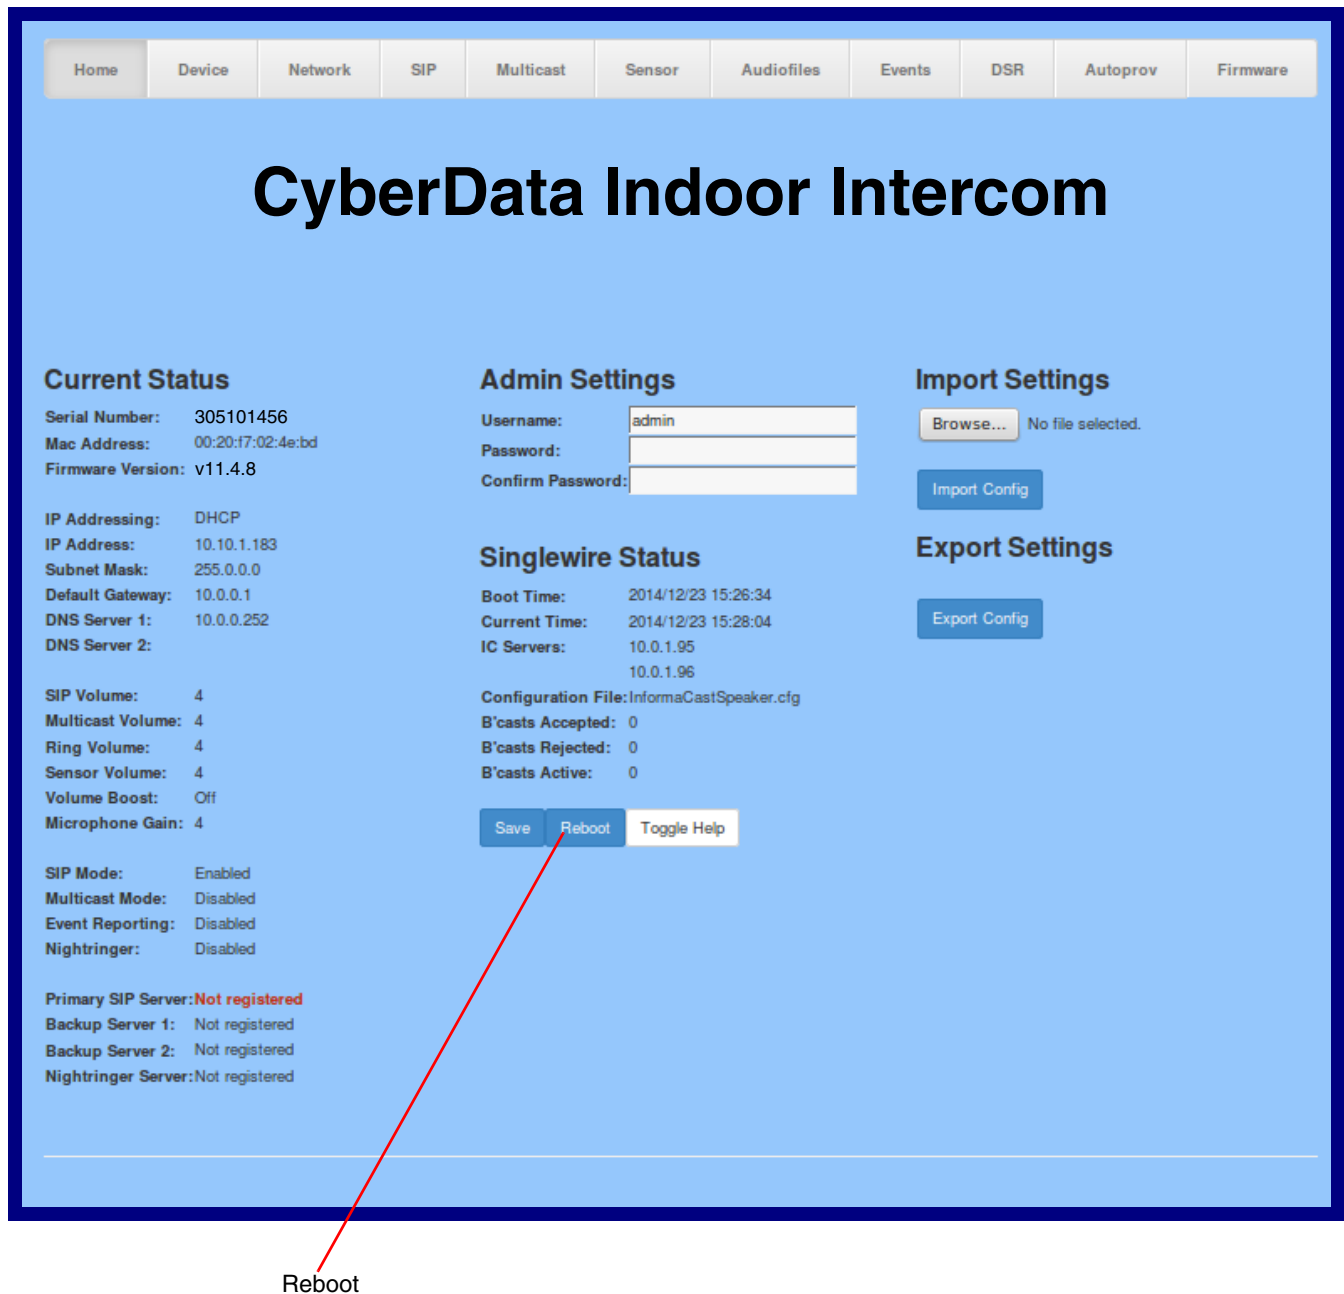 Home Device Network SIP Multicast Sensor Audiofiles Events DSR Autoprov Firmware
CyberData Indoor Intercom
Current Status
Serial Number: 305101456
Mac Address: 00:20:f7:02:4e:bd
Firmware Version: v11.4.8
IP Addressing: DHCP
IP Address: 10.10.1.183
Subnet Mask: 255.0.0.0
Default Gateway: 10.0.0.1
DNS Server 1: 10.0.0.252
DNS Server 2:
SIP Volume: 4
Multicast Volume: 4
Ring Volume: 4
Sensor Volume: 4
Volume Boost: Off
Microphone Gain: 4
SIP Mode: Enabled
Multicast Mode: Disabled
Event Reporting: Disabled
Nightringer: Disabled
Primary SIP Server: Not registered
Backup Server 1: Not registered
Backup Server 2: Not registered
Nightringer Server: Not registered
Admin Settings
Username: admin
Password:
Confirm Password:
Singlewire Status
Boot Time: 2014/12/23 15:26:34
Current Time: 2014/12/23 15:28:04
IC Servers: 10.0.1.95
10.0.1.96
Configuration File: InformaCastSpeaker.cfg
B'casts Accepted: 0
B'casts Rejected: 0
B'casts Active: 0
Save Reboot Toggle Help
Import Settings
Browse... No file selected.
Import Config
Export Settings
Export Config
Reboot